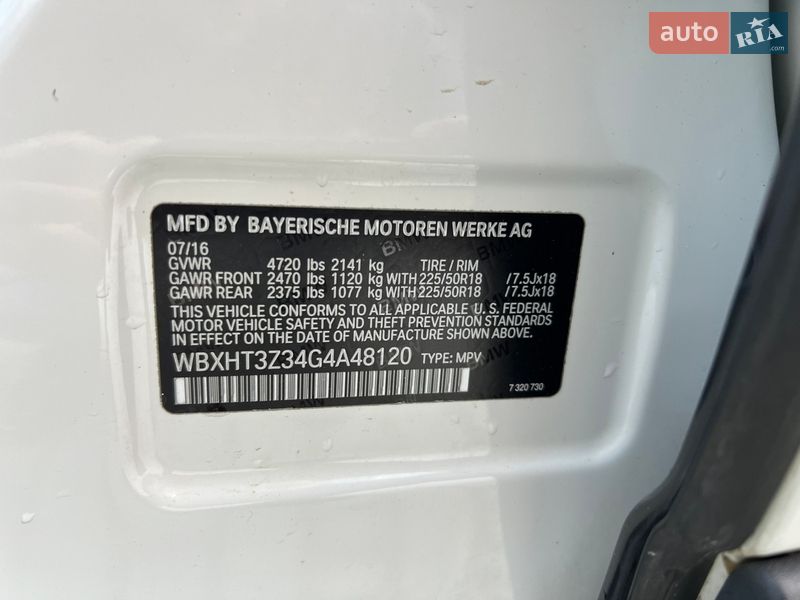 auto RIA .com
MFD BY BAYERISCHE MOTOREN WERKE AG
07/16
GVWR 4720 lbs 2141 kg TIRE / RIM
GAWR FRONT 2470 lbs 1120 kg WITH 225/50R18 /7.5Jx18
GAWR REAR 2375 lbs 1077 kg WITH 225/50R18 /7.5Jx18
THIS VEHICLE CONFORMS TO ALL APPLICABLE U. S. FEDERAL
MOTOR VEHICLE SAFETY AND THEFT PREVENTION STANDARDS
IN EFFECT ON THE DATE OF MANUFACTURE SHOWN ABOVE.
WBXHT3Z34G4A48120 TYPE: MPV
7 320 730